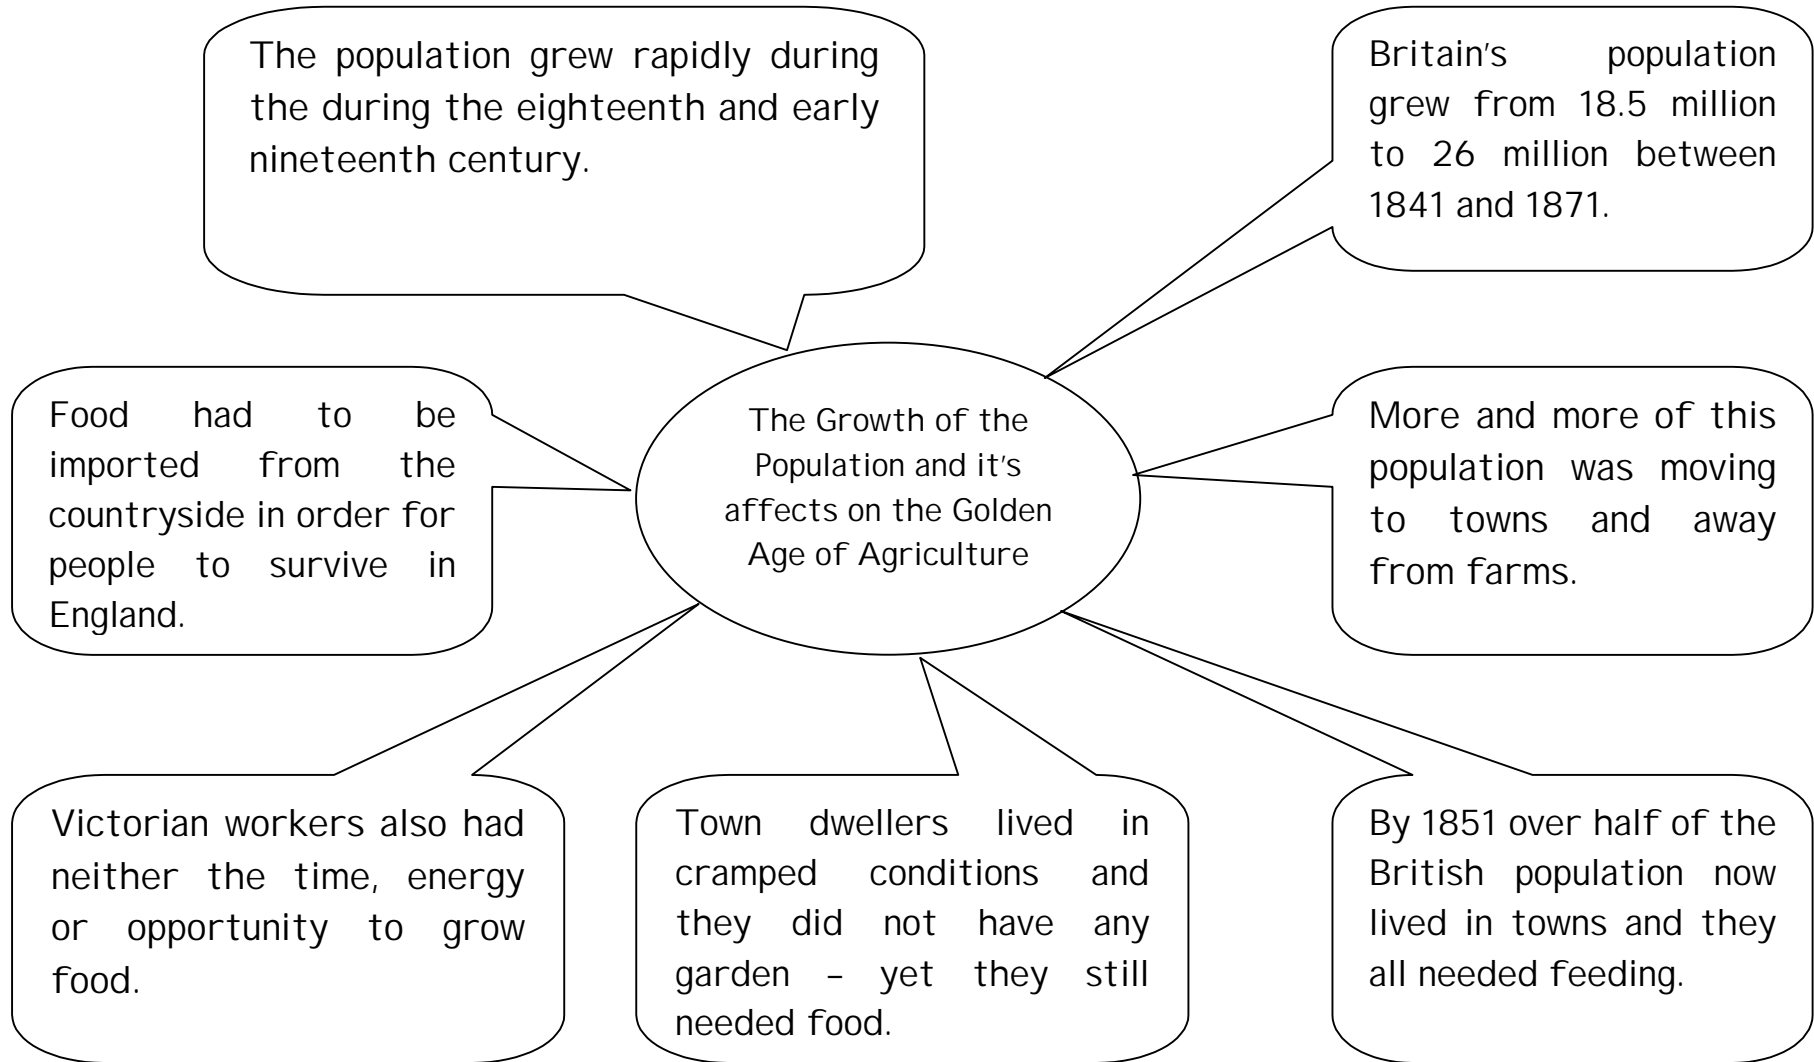 The population grew rapidly during
the during the eighteenth and early
nineteenth century.
Britain's population
grew from 18.5 million
to 26 million between
1841 and 1871.
Food had to be
imported from the
countryside in order for
people to survive in
England.
The Growth of the
Population and it's
affects on the Golden
Age of Agriculture
More and more of this
population was moving
to towns and away
from farms.
Victorian workers also had
neither the time, energy
or opportunity to grow
food.
Town dwellers lived in
cramped conditions and
they did not have any
garden – yet they still
needed food.
By 1851 over half of the
British population now
lived in towns and they
all needed feeding.